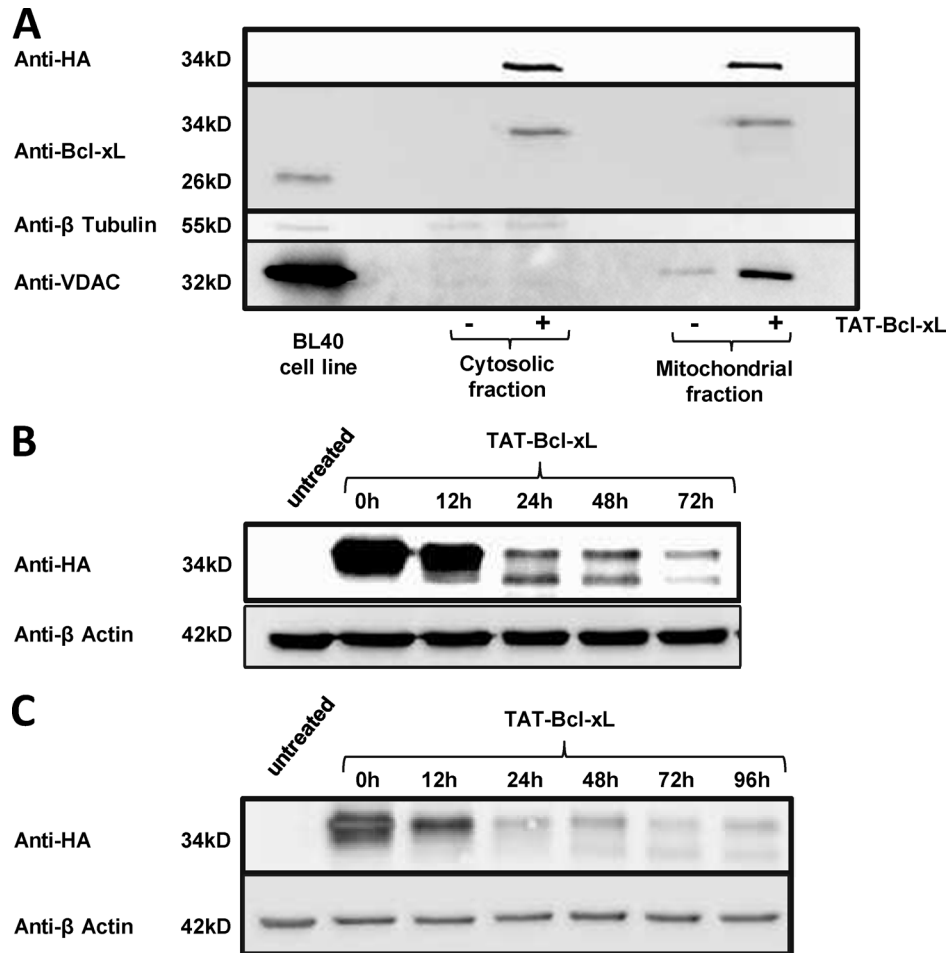 A
Anti-HA 34kD
34kD
Anti-Bcl-xL
26kD
Anti-β Tubulin 55kD
Anti-VDAC 32kD
- + - + TAT-Bcl-xL
BL40
cell line
Cytosolic
fraction
Mitochondrial
fraction
B
untreated
TAT-Bcl-xL
0h 12h 24h 48h 72h
Anti-HA 34kD
Anti-β Actin 42kD
C
untreated
TAT-Bcl-xL
0h 12h 24h 48h 72h 96h
Anti-HA 34kD
Anti-β Actin 42kD